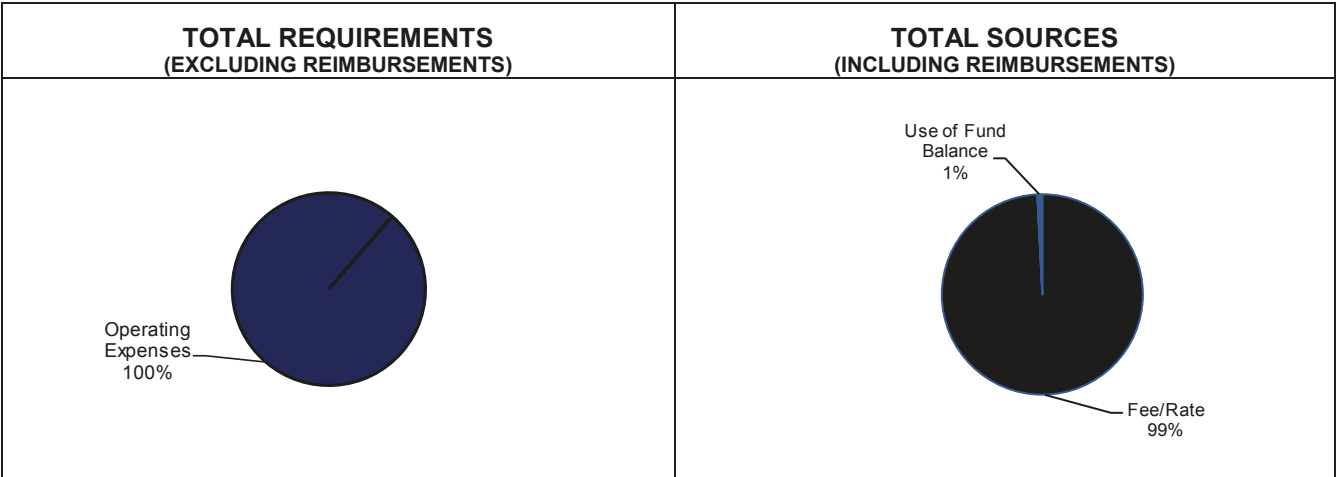 TOTAL REQUIREMENTS
(EXCLUDING REIMBURSEMENTS)
TOTAL SOURCES
(INCLUDING REIMBURSEMENTS)
Operating
Expenses
100%
Use of Fund
Balance
1%
Fee/Rate
99%